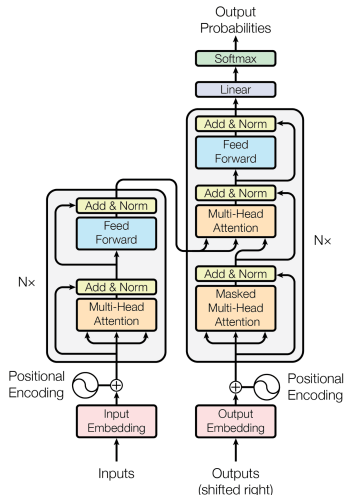 Output
Probabilities
Softmax
Linear
Add & Norm
Feed
Forward
Add & Norm
Multi-Head
Attention
Add & Norm
Masked
Multi-Head
Attention
N×
Add & Norm
Feed
Forward
Add & Norm
Multi-Head
Attention
N×
Positional
Encoding
Positional
Encoding
Input
Embedding
Output
Embedding
Inputs
Outputs
(shifted right)